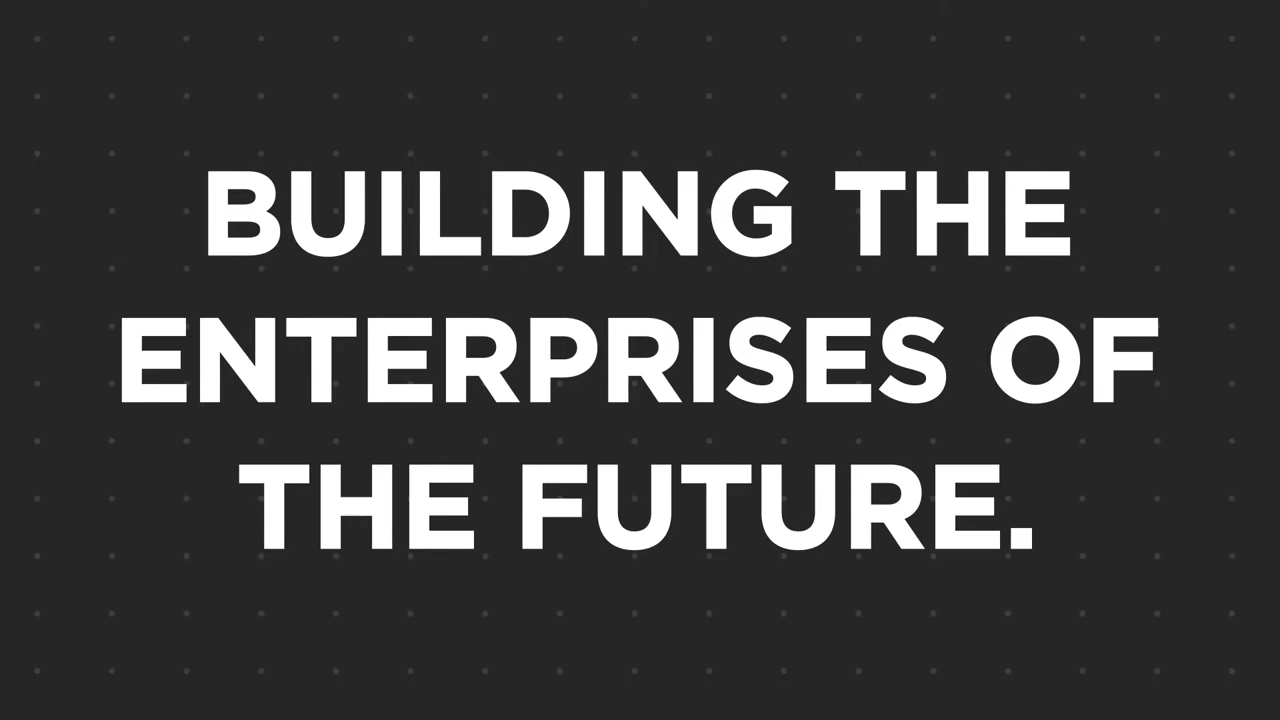 BUILDING THE
ENTERPRISES OF
THE FUTURE.